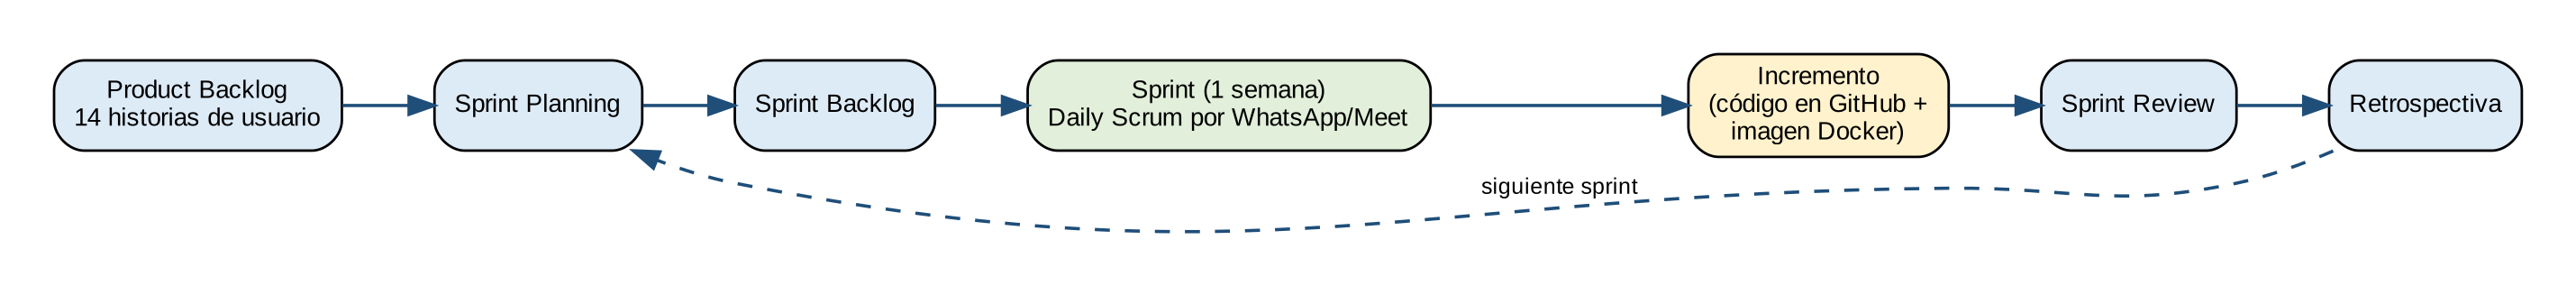 Product Backlog
14 historias de usuario
Sprint Planning
Sprint Backlog
Sprint (1 semana)
Daily Scrum por WhatsApp/Meet
Incremento
(código en GitHub +
imagen Docker)
Sprint Review
Retrospectiva
siguiente sprint